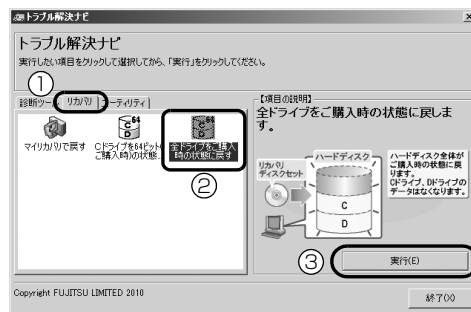 トラブル解決ナビ
トラブル解決ナビ
実行したい項目をクリックして選択してから、「実行」をクリックしてください。
①
診断ツール リカバリ ユーティリティ
マイリカバリで戻す
64
C
D
Cドライブを64ビット(
ご購入時)の状態...
64
C
D
全ドライブをご購入
時の状態に戻す
②
【項目の説明】
全ドライブをご購入時の状態に戻しま
す。
リカバリ
ディスクセット
ハードディスク
C
D
ハードディスク全体が
ご購入時の状態に戻
ります。
Cドライブ、Dドライブの
データはなくなります。
③
実行(E)
Copyright FUJITSU LIMITED 2010
終了(X)